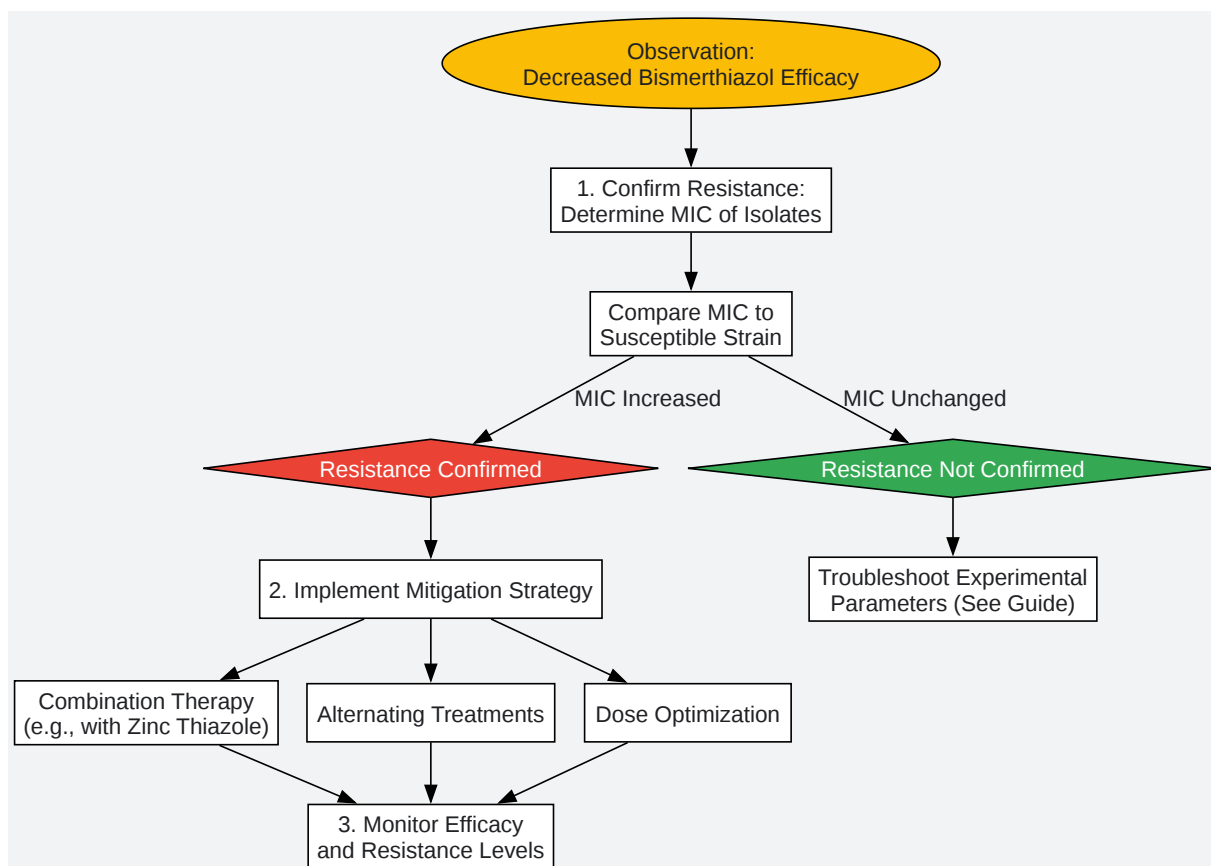 Observation:
Decreased Bismerthiazol Efficacy
1. Confirm Resistance:
Determine MIC of Isolates
Compare MIC to
Susceptible Strain
MIC Increased
MIC Unchanged
Resistance Confirmed
Resistance Not Confirmed
2. Implement Mitigation Strategy
Troubleshoot Experimental
Parameters (See Guide)
Combination Therapy
(e.g., with Zinc Thiazole)
Alternating Treatments
Dose Optimization
3. Monitor Efficacy
and Resistance Levels